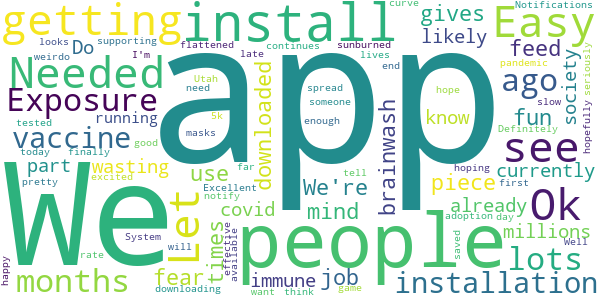 app
We
people
install
getting
Easy
Needed
Exposure
vaccine
see
Ok
ago
installation
months
lots
Let
times
gives
likely
feed
fun
society
running
Do
downloaded
brainwash
know
currently
piece
already
millions
part
wasting
use
We're
mind
covid
fear
immune
job
curve
Notifications
looks
supporting
flattened
continues
sunburned
weirdo
I'm
late
lives
end
pandemic
Utah
need
spread
hope
slow
seriously
hopefully
5k
someone
tested
masks
enough
Definitely
today
finally
good
pretty
excited
Excellent
far
tell
hoping
first
notify
adoption
day
System
effective
available
saved
Well
will
happy
rate
downloading
want
think
game